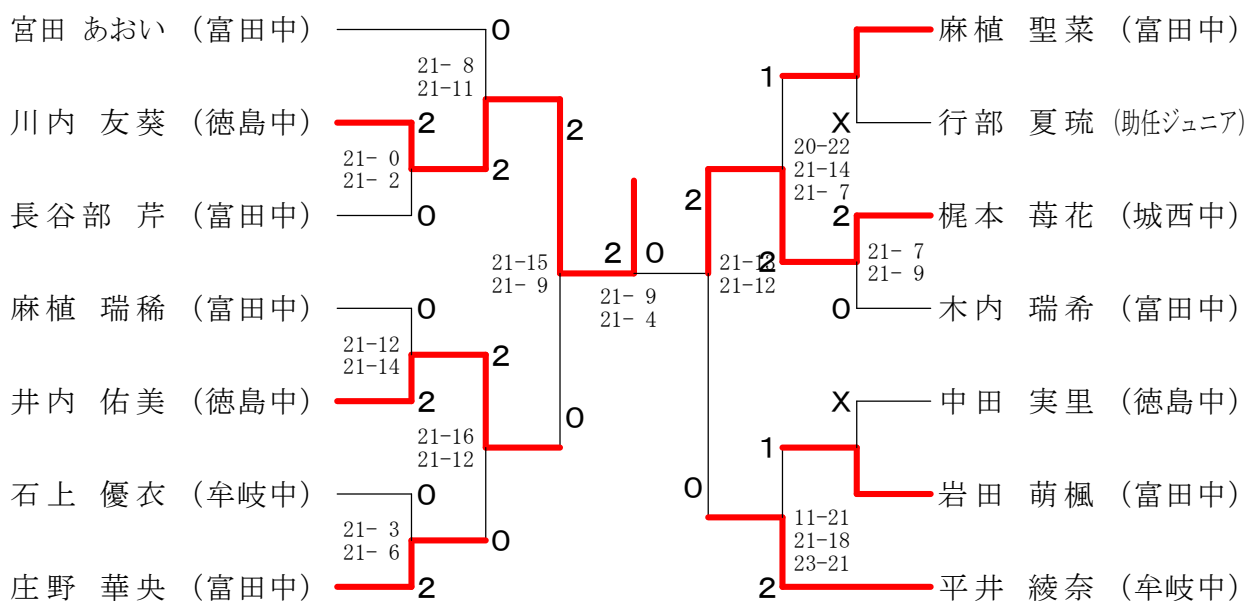 宮田 あおい (富田中)
0
21- 8
21-11
川内 友葵 (徳島中)
2
21- 0
21- 2
2
2
長谷部 芹 (富田中)
0
麻植 瑞稀 (富田中)
0
21-12
21-14
2
井内 佑美 (徳島中)
2
21-16
21-12
石上 優衣 (牟岐中)
0
21- 3
21- 6
0
庄野 華央 (富田中)
2
21-15
21- 9
0
2
0
21- 9
21- 4
麻植 聖菜 (富田中)
1
X
行部 夏琉 (助任ジュニア)
20-22
21-14
21- 7
2
2
梶本 苺花 (城西中)
21- 7
21- 9
2
21-12
0
木内 瑞希 (富田中)
X
中田 実里 (徳島中)
1
0
岩田 萌楓 (富田中)
11-21
21-18
23-21
2
平井 綾奈 (牟岐中)